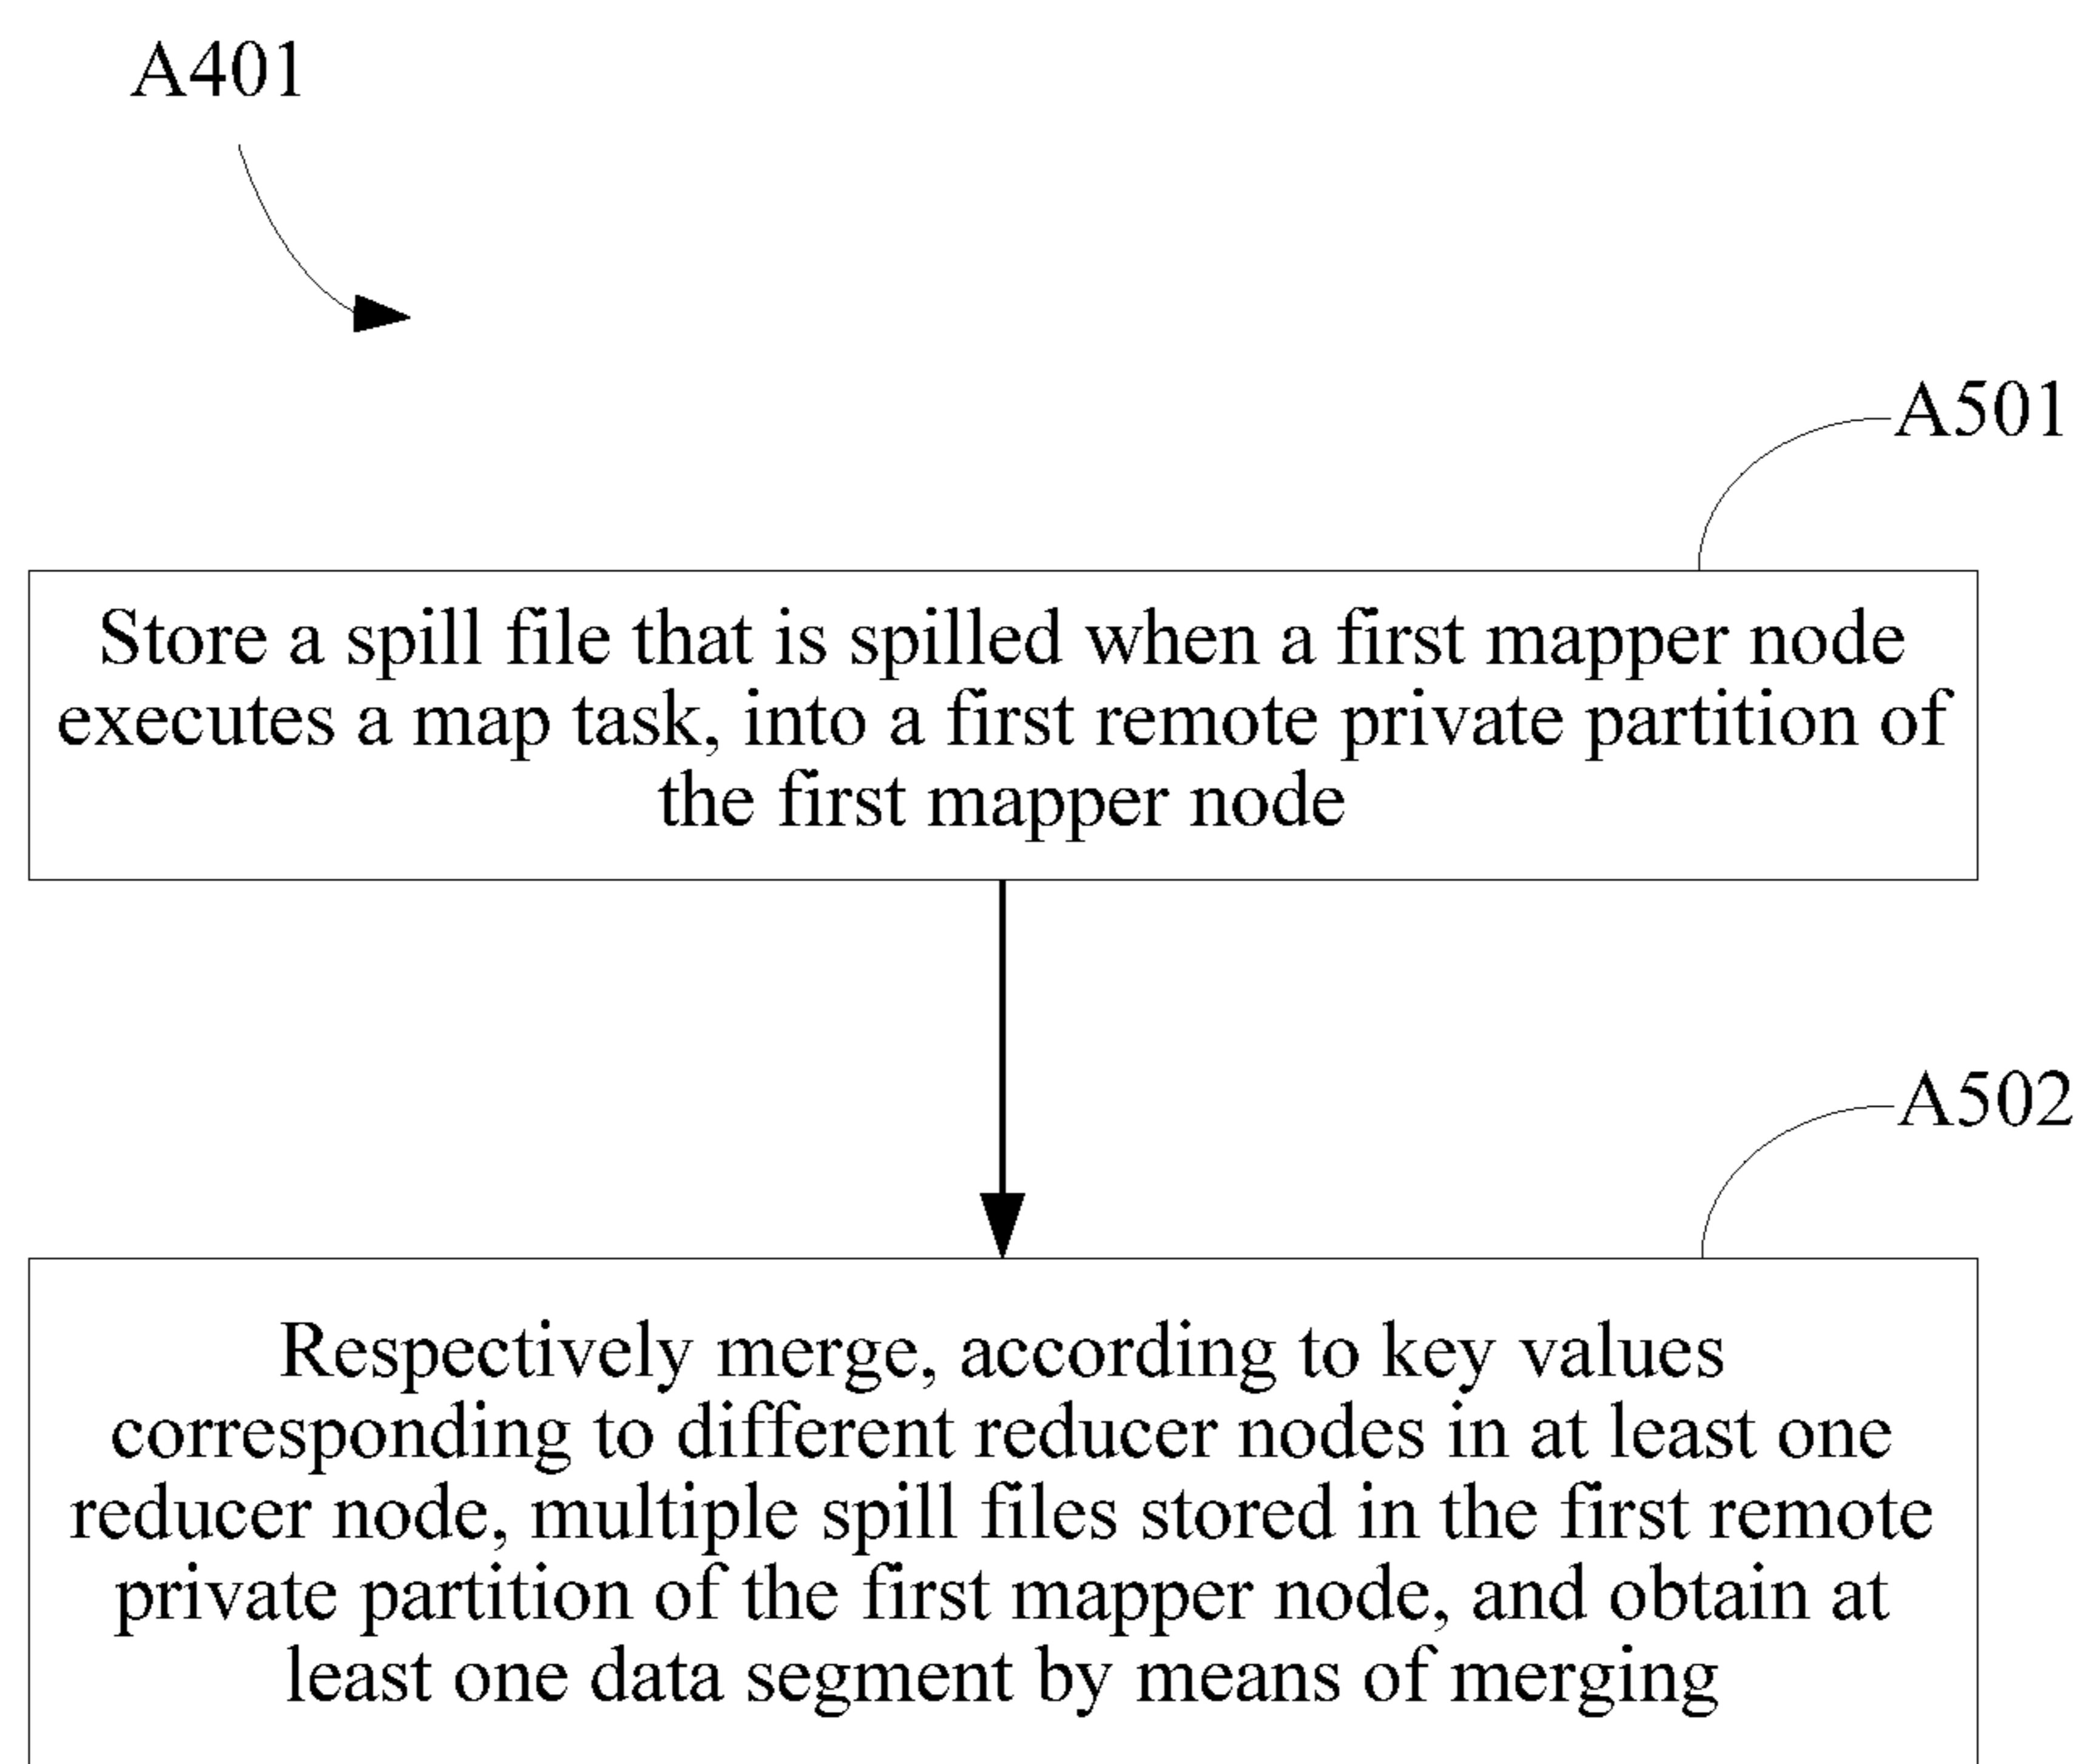 A401
A501
Store a spill file that is spilled when a first mapper node
executes a map task, into a first remote private partition of
the first mapper node
A502
Respectively merge, according to key values
corresponding to different reducer nodes in at least one
reducer node, multiple spill files stored in the first remote
private partition of the first mapper node, and obtain at
least one data segment by means of merging